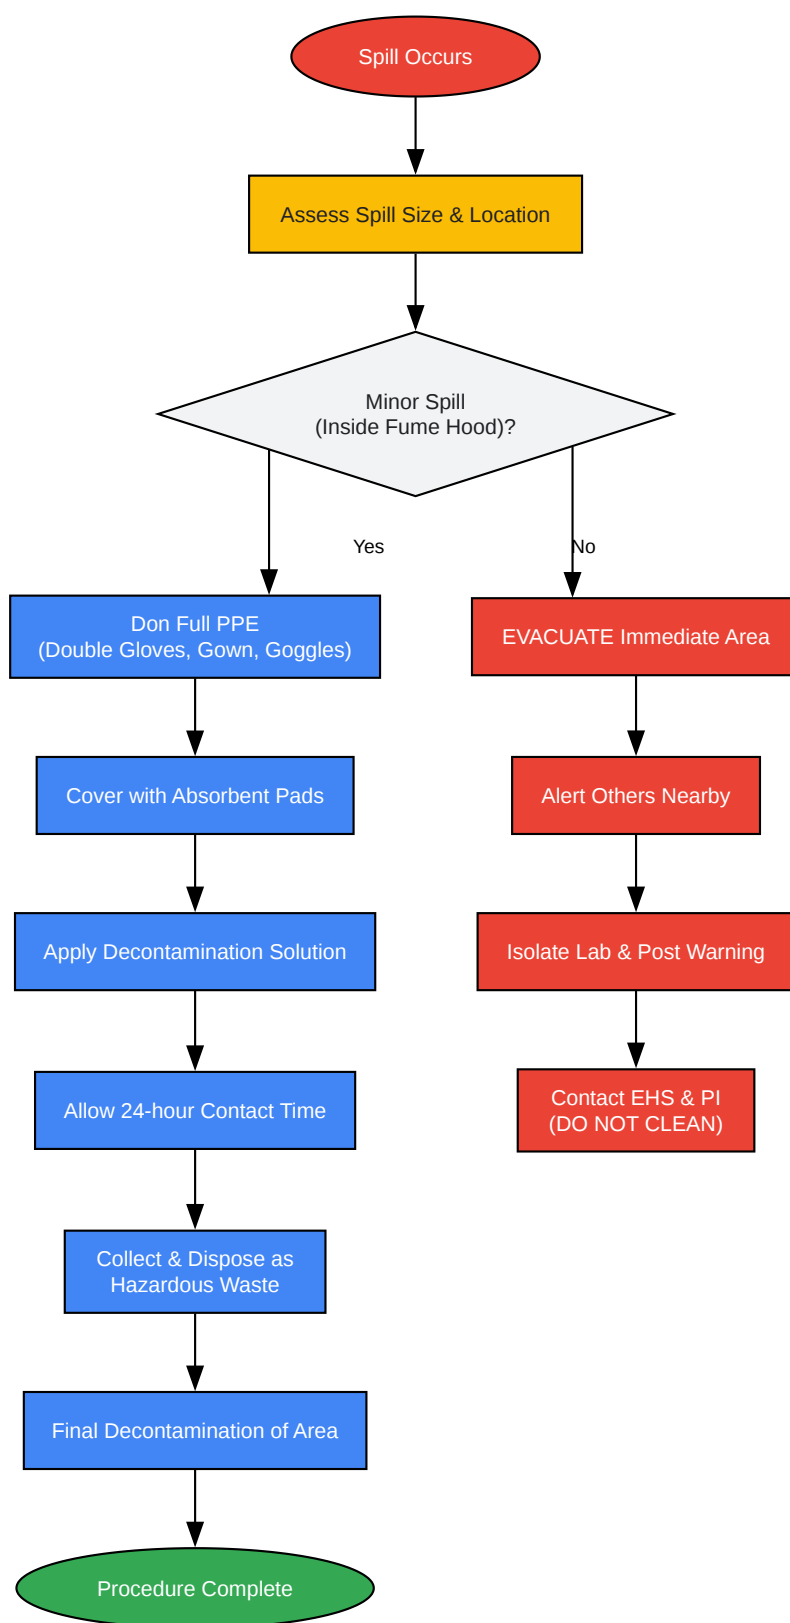 Spill Occurs
Assess Spill Size & Location
Minor Spill
(Inside Fume Hood)?
Yes
No
Don Full PPE
(Double Gloves, Gown, Goggles)
EVACUATE Immediate Area
Cover with Absorbent Pads
Alert Others Nearby
Apply Decontamination Solution
Isolate Lab & Post Warning
Allow 24-hour Contact Time
Contact EHS & PI
(DO NOT CLEAN)
Collect & Dispose as
Hazardous Waste
Final Decontamination of Area
Procedure Complete